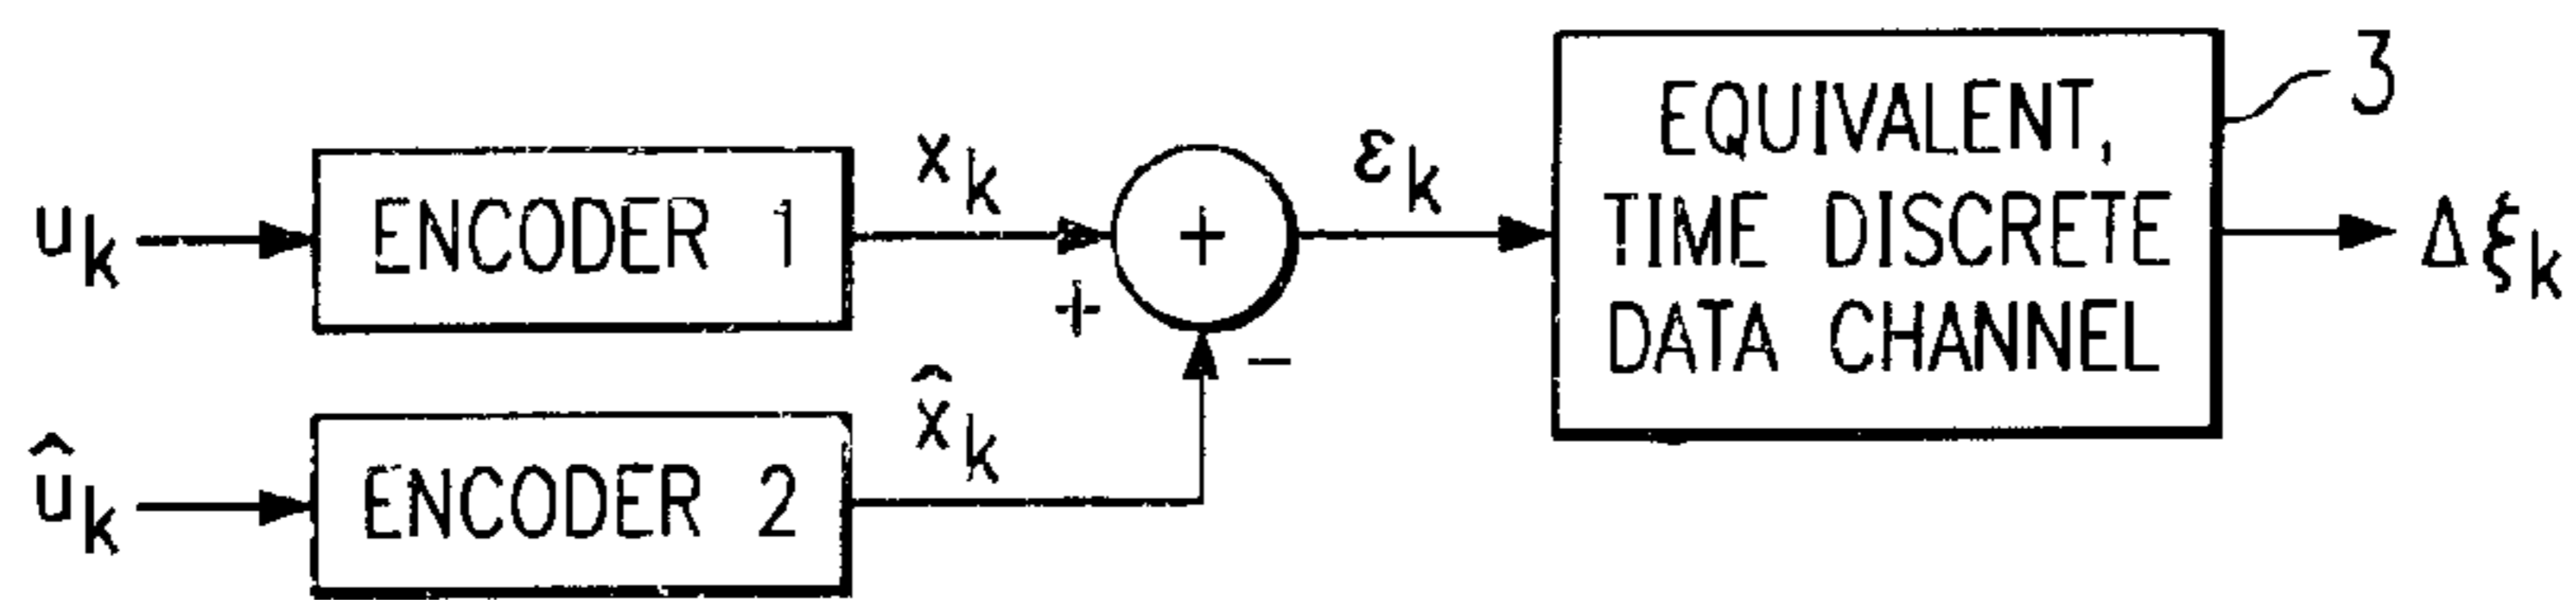 u_k
ENCODER 1
x_k
+
+
ε_k
EQUIVALENT,
TIME DISCRETE
DATA CHANNEL
3
Δξ_k
û_k
ENCODER 2
x̂_k
−